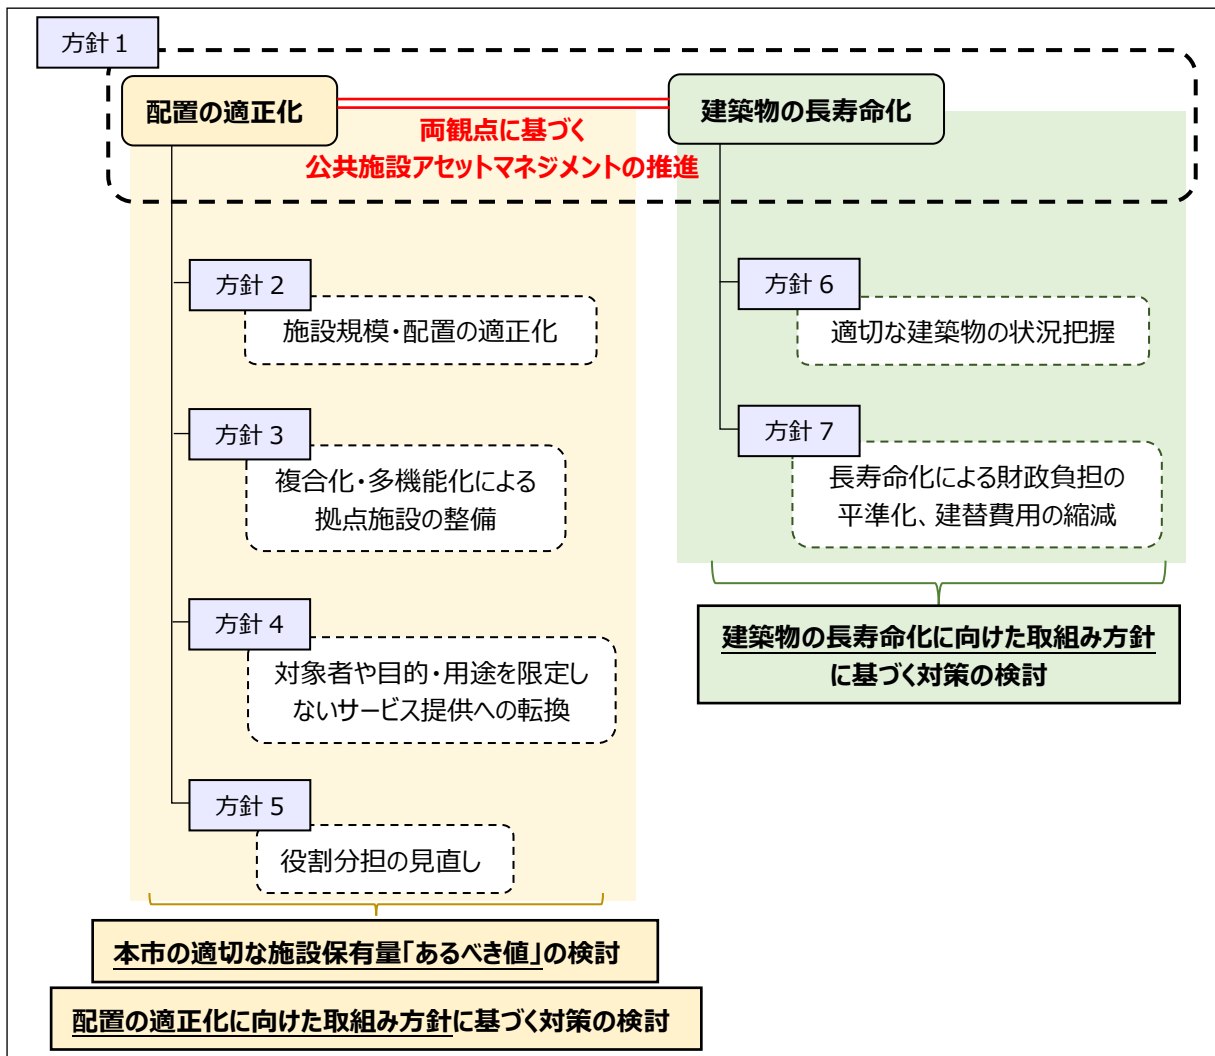 方針１
配置の適正化
建築物の長寿命化
両観点に基づく
公共施設アセットマネジメントの推進
方針２
施設規模・配置の適正化
方針３
複合化・多機能化による
拠点施設の整備
方針４
対象者や目的・用途を限定し
ないサービス提供への転換
方針５
役割分担の見直し
本市の適切な施設保有量「あるべき値」の検討
配置の適正化に向けた取組み方針に基づく対策の検討
方針６
適切な建築物の状況把握
方針７
長寿命化による財政負担の
平準化、建替費用の縮減
建築物の長寿命化に向けた取組み方針
に基づく対策の検討